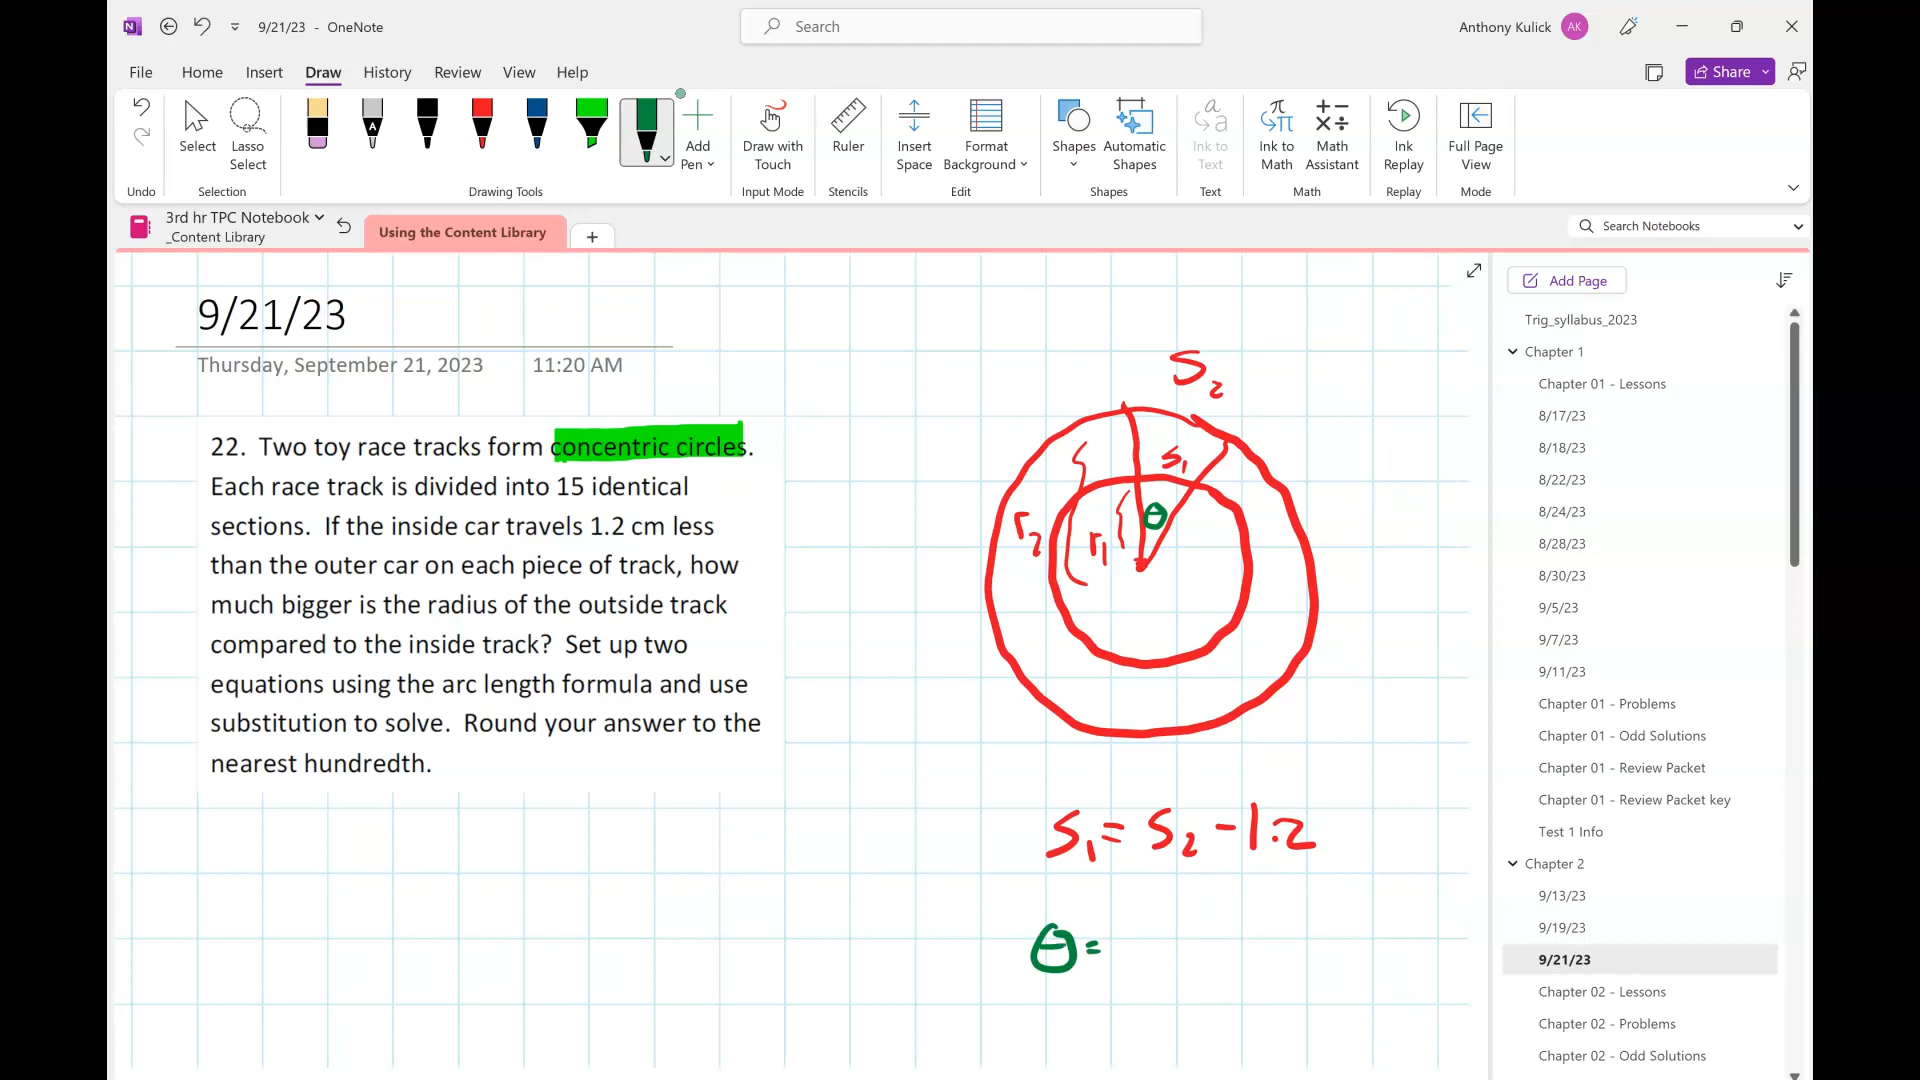 9/21/23 - OneNote
Search
Anthony Kulick AK
File Home Insert Draw History Review View Help
Share
Select
Lasso Select
A
Add Pen
Draw with Touch
Ruler
Insert Space
Format Background
Shapes
Automatic Shapes
Ink to Text
Ink to Math
Math Assistant
Ink Replay
Full Page View
Undo Selection Drawing Tools Input Mode Stencils Edit Shapes Text Math Replay Mode
3rd hr TPC Notebook
_Content Library
Using the Content Library
Search Notebooks
9/21/23
Thursday, September 21, 2023 11:20 AM
22. Two toy race tracks form concentric circles.
Each race track is divided into 15 identical
sections. If the inside car travels 1.2 cm less
than the outer car on each piece of track, how
much bigger is the radius of the outside track
compared to the inside track? Set up two
equations using the arc length formula and use
substitution to solve. Round your answer to the
nearest hundredth.
S₂
S₁
θ
r₂
r₁
S₁ = S₂ - 1.2
θ =
Add Page
Trig_syllabus_2023
Chapter 1
Chapter 01 - Lessons
8/17/23
8/18/23
8/22/23
8/24/23
8/28/23
8/30/23
9/5/23
9/7/23
9/11/23
Chapter 01 - Problems
Chapter 01 - Odd Solutions
Chapter 01 - Review Packet
Chapter 01 - Review Packet key
Test 1 Info
Chapter 2
9/13/23
9/19/23
9/21/23
Chapter 02 - Lessons
Chapter 02 - Problems
Chapter 02 - Odd Solutions